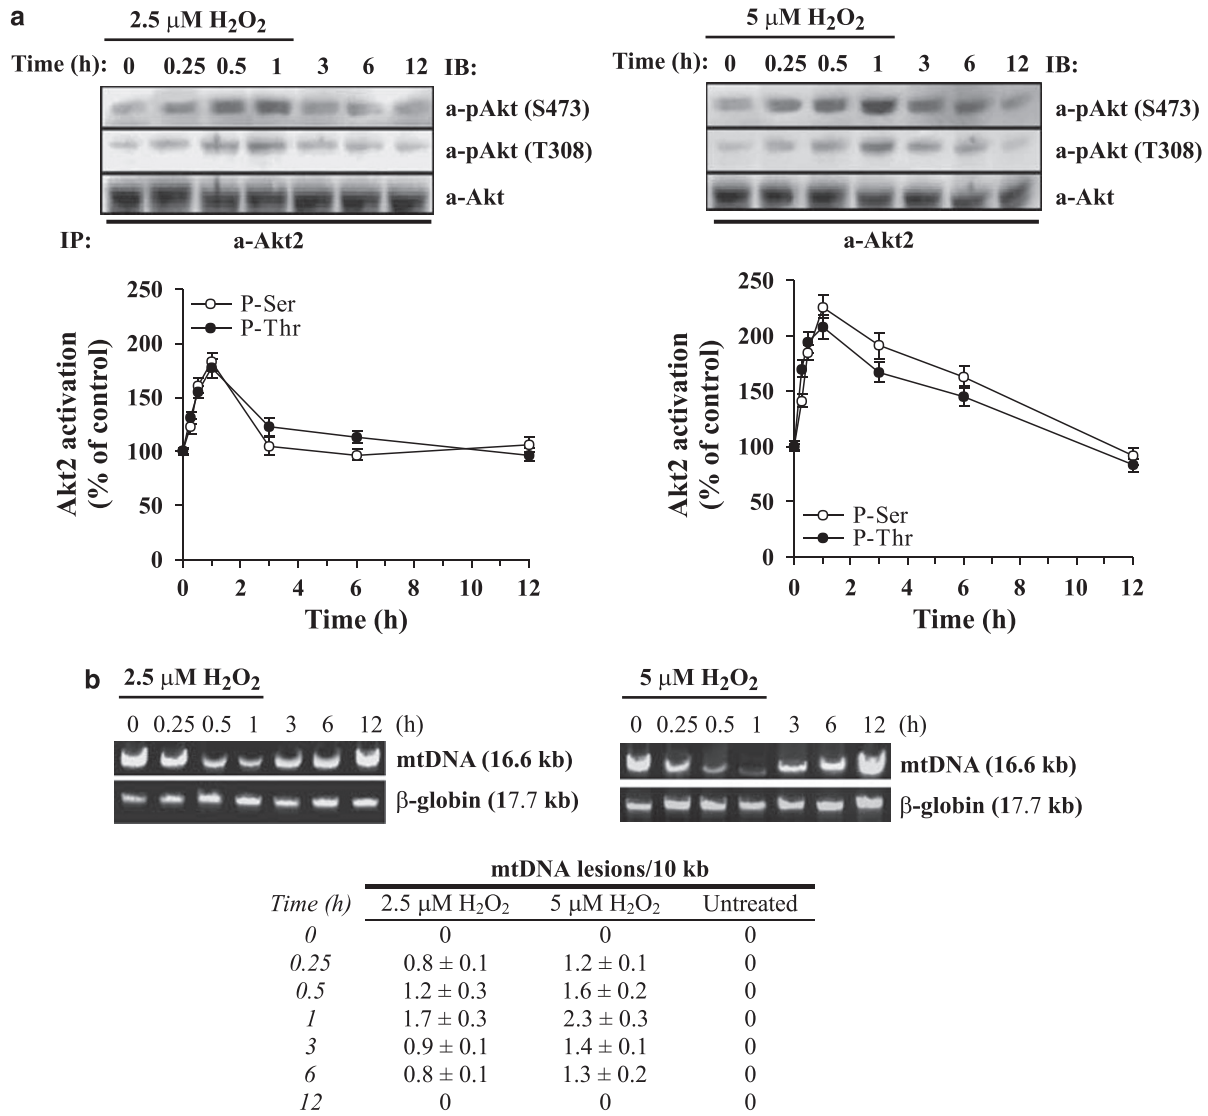 a
2.5 μM H₂O₂
Time (h): 0 0.25 0.5 1 3 6 12 IB:
a-pAkt (S473)
a-pAkt (T308)
a-Akt
IP: a-Akt2
5 μM H₂O₂
Time (h): 0 0.25 0.5 1 3 6 12 IB:
a-pAkt (S473)
a-pAkt (T308)
a-Akt
a-Akt2
Akt2 activation
(% of control)
250
200
150
100
50
0
P-Ser
P-Thr
0 2 4 6 8 10 12
Time (h)
Akt2 activation
(% of control)
250
200
150
100
50
0
P-Ser
P-Thr
0 2 4 6 8 10 12
Time (h)
b
2.5 μM H₂O₂
0 0.25 0.5 1 3 6 12 (h)
mtDNA (16.6 kb)
β-globin (17.7 kb)
5 μM H₂O₂
0 0.25 0.5 1 3 6 12 (h)
mtDNA (16.6 kb)
β-globin (17.7 kb)
mtDNA lesions/10 kb
Time (h) 2.5 μM H₂O₂ 5 μM H₂O₂ Untreated
0 0 0 0
0.25 0.8 ± 0.1 1.2 ± 0.1 0
0.5 1.2 ± 0.3 1.6 ± 0.2 0
1 1.7 ± 0.3 2.3 ± 0.3 0
3 0.9 ± 0.1 1.4 ± 0.1 0
6 0.8 ± 0.1 1.3 ± 0.2 0
12 0 0 0